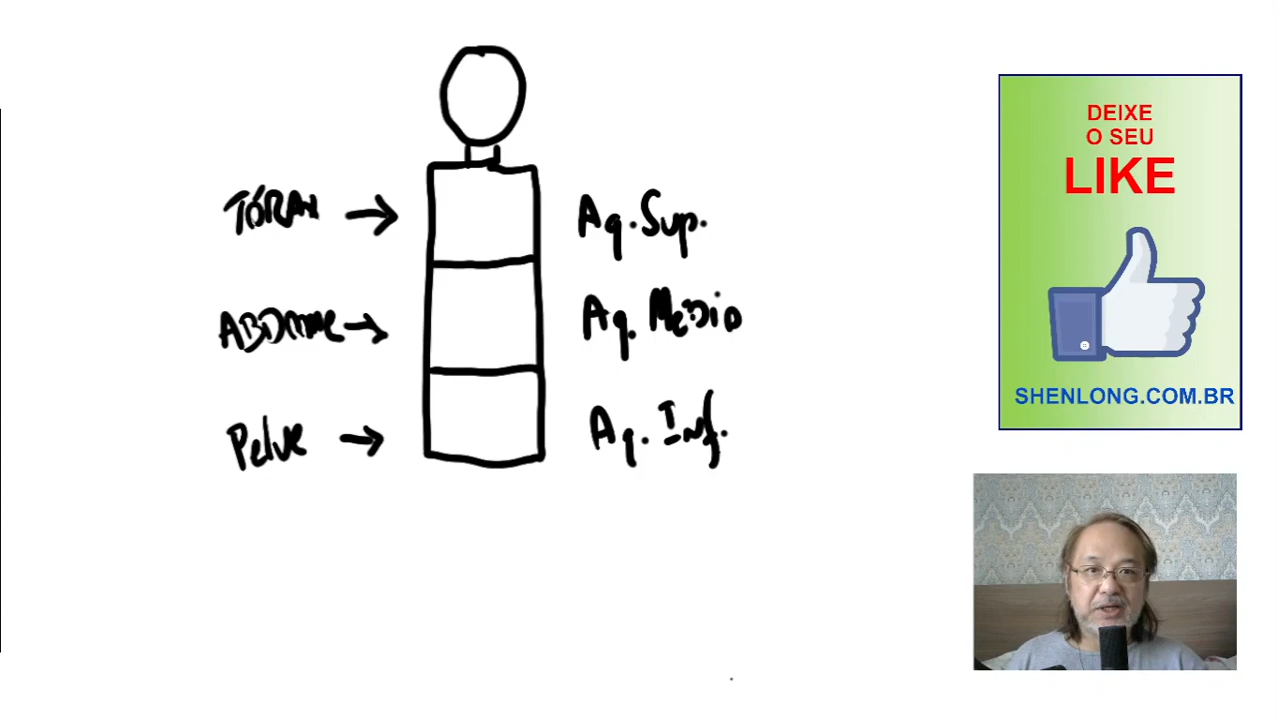 TÓRAX
Aq. Sup.
ABDOME
Aq. Médio
Pelve
Aq. Inf.
DEIXE
O SEU
LIKE
SHENLONG.COM.BR